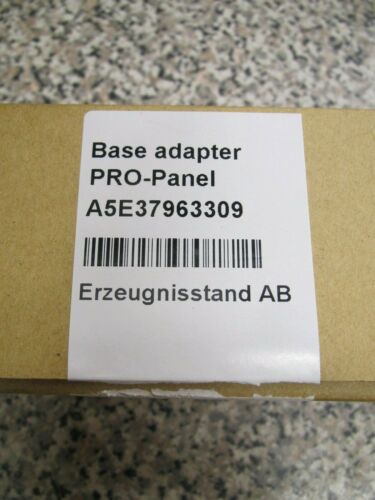 Base adapter
PRO-Panel
A5E37963309
Erzeugnisstand AB